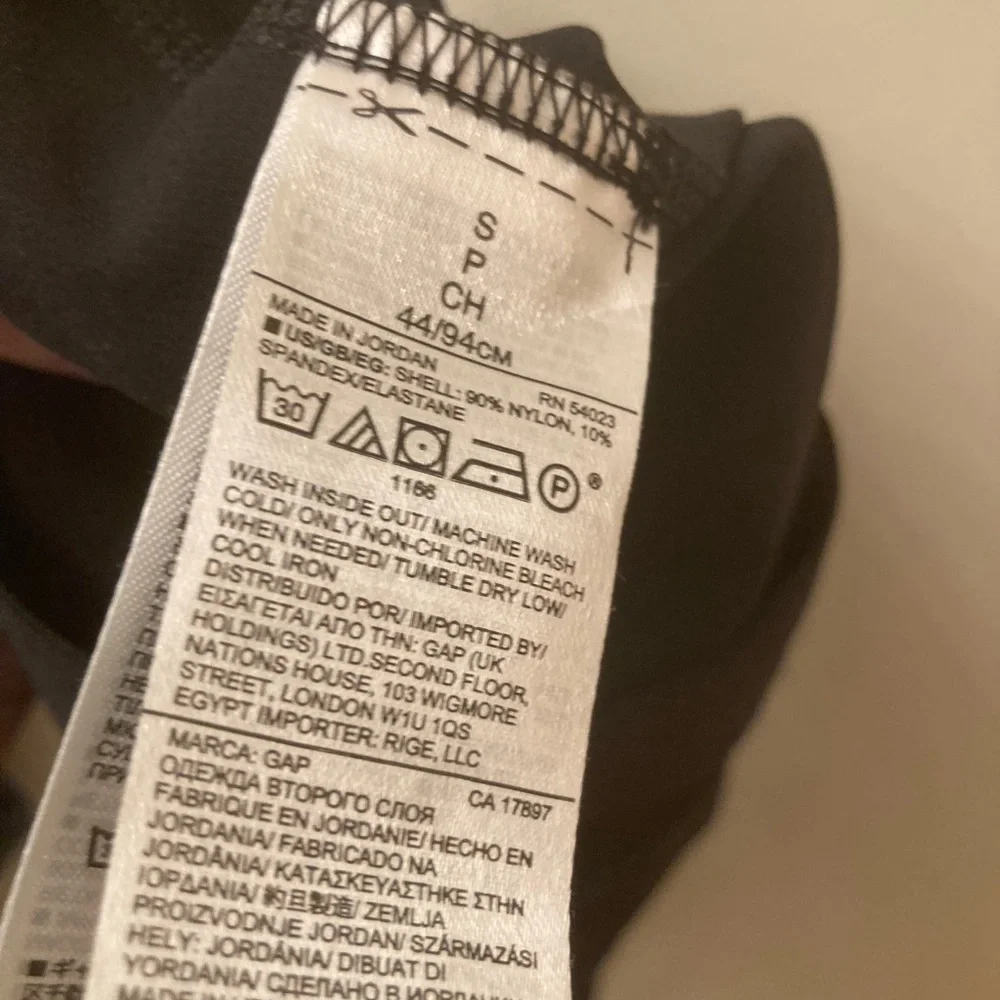 S
P
CH
44/94CM
MADE IN JORDAN
RN 54023
■ US/GB/EG: SHELL: 90% NYLON, 10%
SPANDEX/ELASTANE
30
P
®
1166
WASH INSIDE OUT/ MACHINE WASH
COLD/ ONLY NON-CHLORINE BLEACH
WHEN NEEDED/ TUMBLE DRY LOW/
COOL IRON
DISTRIBUIDO POR/ IMPORTED BY/
ΕΙΣΑΓΕΤΑΙ ΑΠΟ ΤΗΝ: GAP (UK
HOLDINGS) LTD.SECOND FLOOR,
NATIONS HOUSE, 103 WIGMORE
STREET, LONDON W1U 1QS
EGYPT IMPORTER: RIGE, LLC
MARCA: GAP
CA 17897
ОДЕЖДА ВТОРОГО СЛОЯ
FABRIQUE EN JORDANIE/ HECHO EN
JORDANIA/ FABRICADO NA
JORDÂNIA/ ΚΑΤΑΣΚΕΥΑΣΤΗΚΕ ΣΤΗΝ
ΙΟΡΔΑΝΙΑ/ 約旦製造/ ZEMLJA
PROIZVODNJE JORDAN/ SZÁRMAZÁSI
HELY: JORDÂNIA/ DIBUAT DI
YORDANIA/ СДЕЛАНО В ИОРДАНИИ